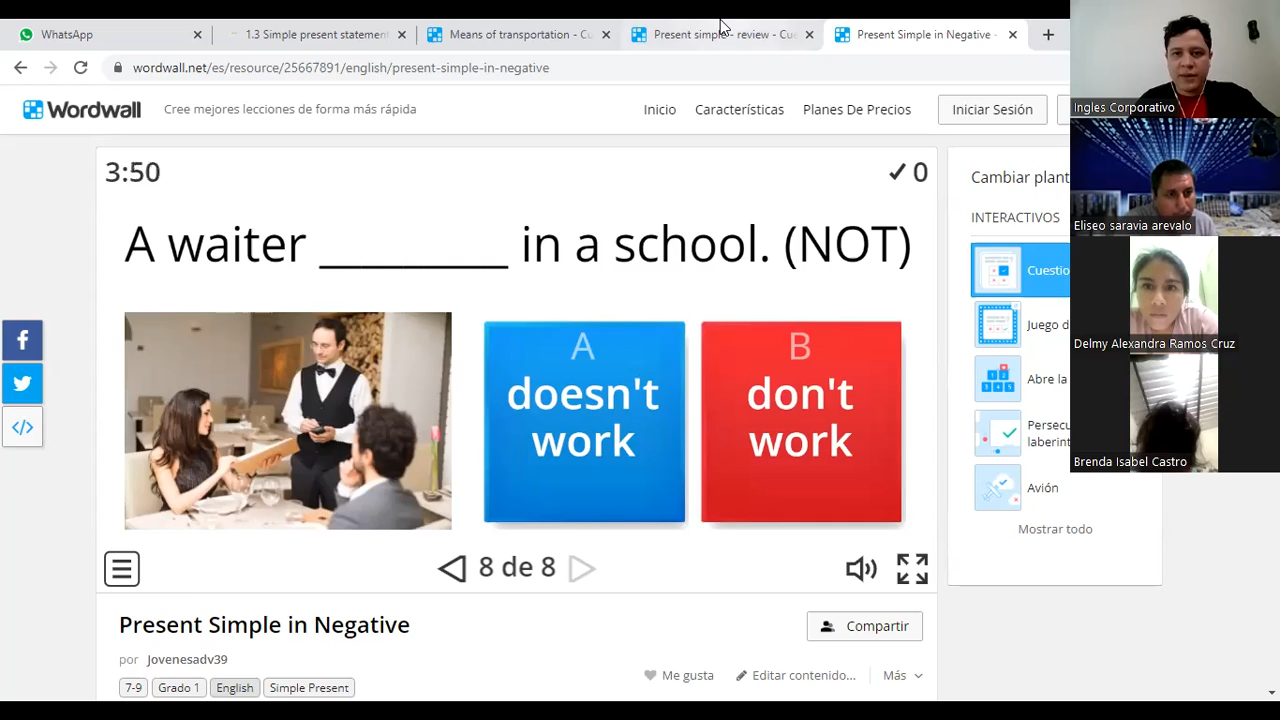 WhatsApp
1.3 Simple present statement
Means of transportation - Cu
Present simple - review - Cu
Present Simple in Negative -
wordwall.net/es/resource/25667891/english/present-simple-in-negative
Wordwall
Cree mejores lecciones de forma más rápida
Inicio
Características
Planes De Precios
Iniciar Sesión
3:50
0
A waiter _________ in a school. (NOT)
A
doesn't
work
B
don't
work
8 de 8
Present Simple in Negative
Compartir
por Jovenesadv39
Me gusta
Editar contenido...
Más
7-9
Grado 1
English
Simple Present
Cambiar plant
INTERACTIVOS
Cuestio
Juego d
Abre la
Persecu
laberint
Avión
Mostrar todo
Ingles Corporativo
Eliseo saravia arevalo
Delmy Alexandra Ramos Cruz
Brenda Isabel Castro